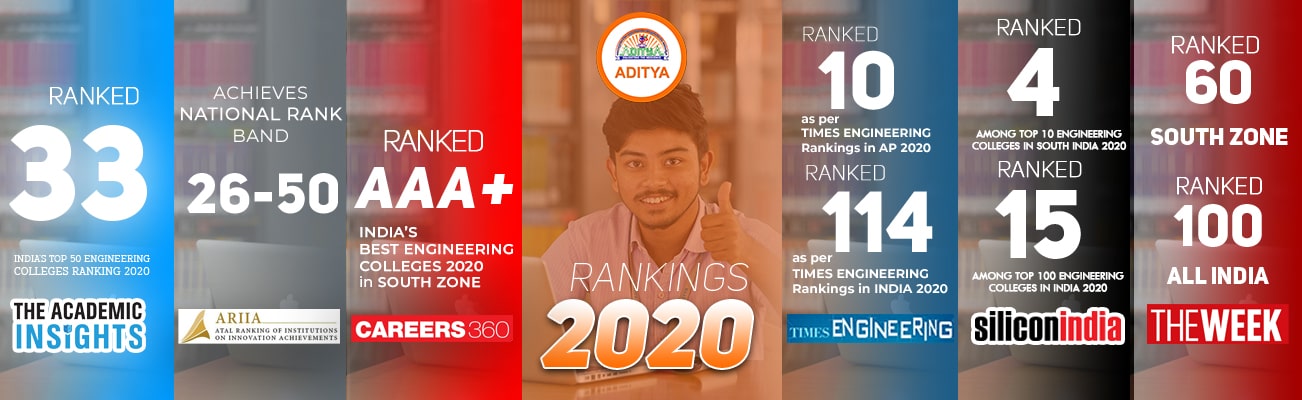 RANKED
33
INDIA'S TOP 50 ENGINEERING
COLLEGES RANKING 2020
THE ACADEMIC
INSIGHTS
ACHIEVES
NATIONAL RANK
BAND
26-50
ARIIA
ATAL RANKING OF INSTITUTIONS
ON INNOVATION ACHIEVEMENTS
RANKED
AAA+
INDIA'S
BEST ENGINEERING
COLLEGES 2020
in SOUTH ZONE
CAREERS360
ADITYA
ADITYA
RANKINGS
2020
RANKED
10
as per
TIMES ENGINEERING
Rankings in AP 2020
RANKED
114
as per
TIMES ENGINEERING
Rankings in INDIA 2020
TIMES ENGINEERING
RANKED
4
AMONG TOP 10 ENGINEERING
COLLEGES IN SOUTH INDIA 2020
RANKED
15
AMONG TOP 100 ENGINEERING
COLLEGES IN INDIA 2020
siliconindia
RANKED
60
SOUTH ZONE
RANKED
100
ALL INDIA
THE WEEK